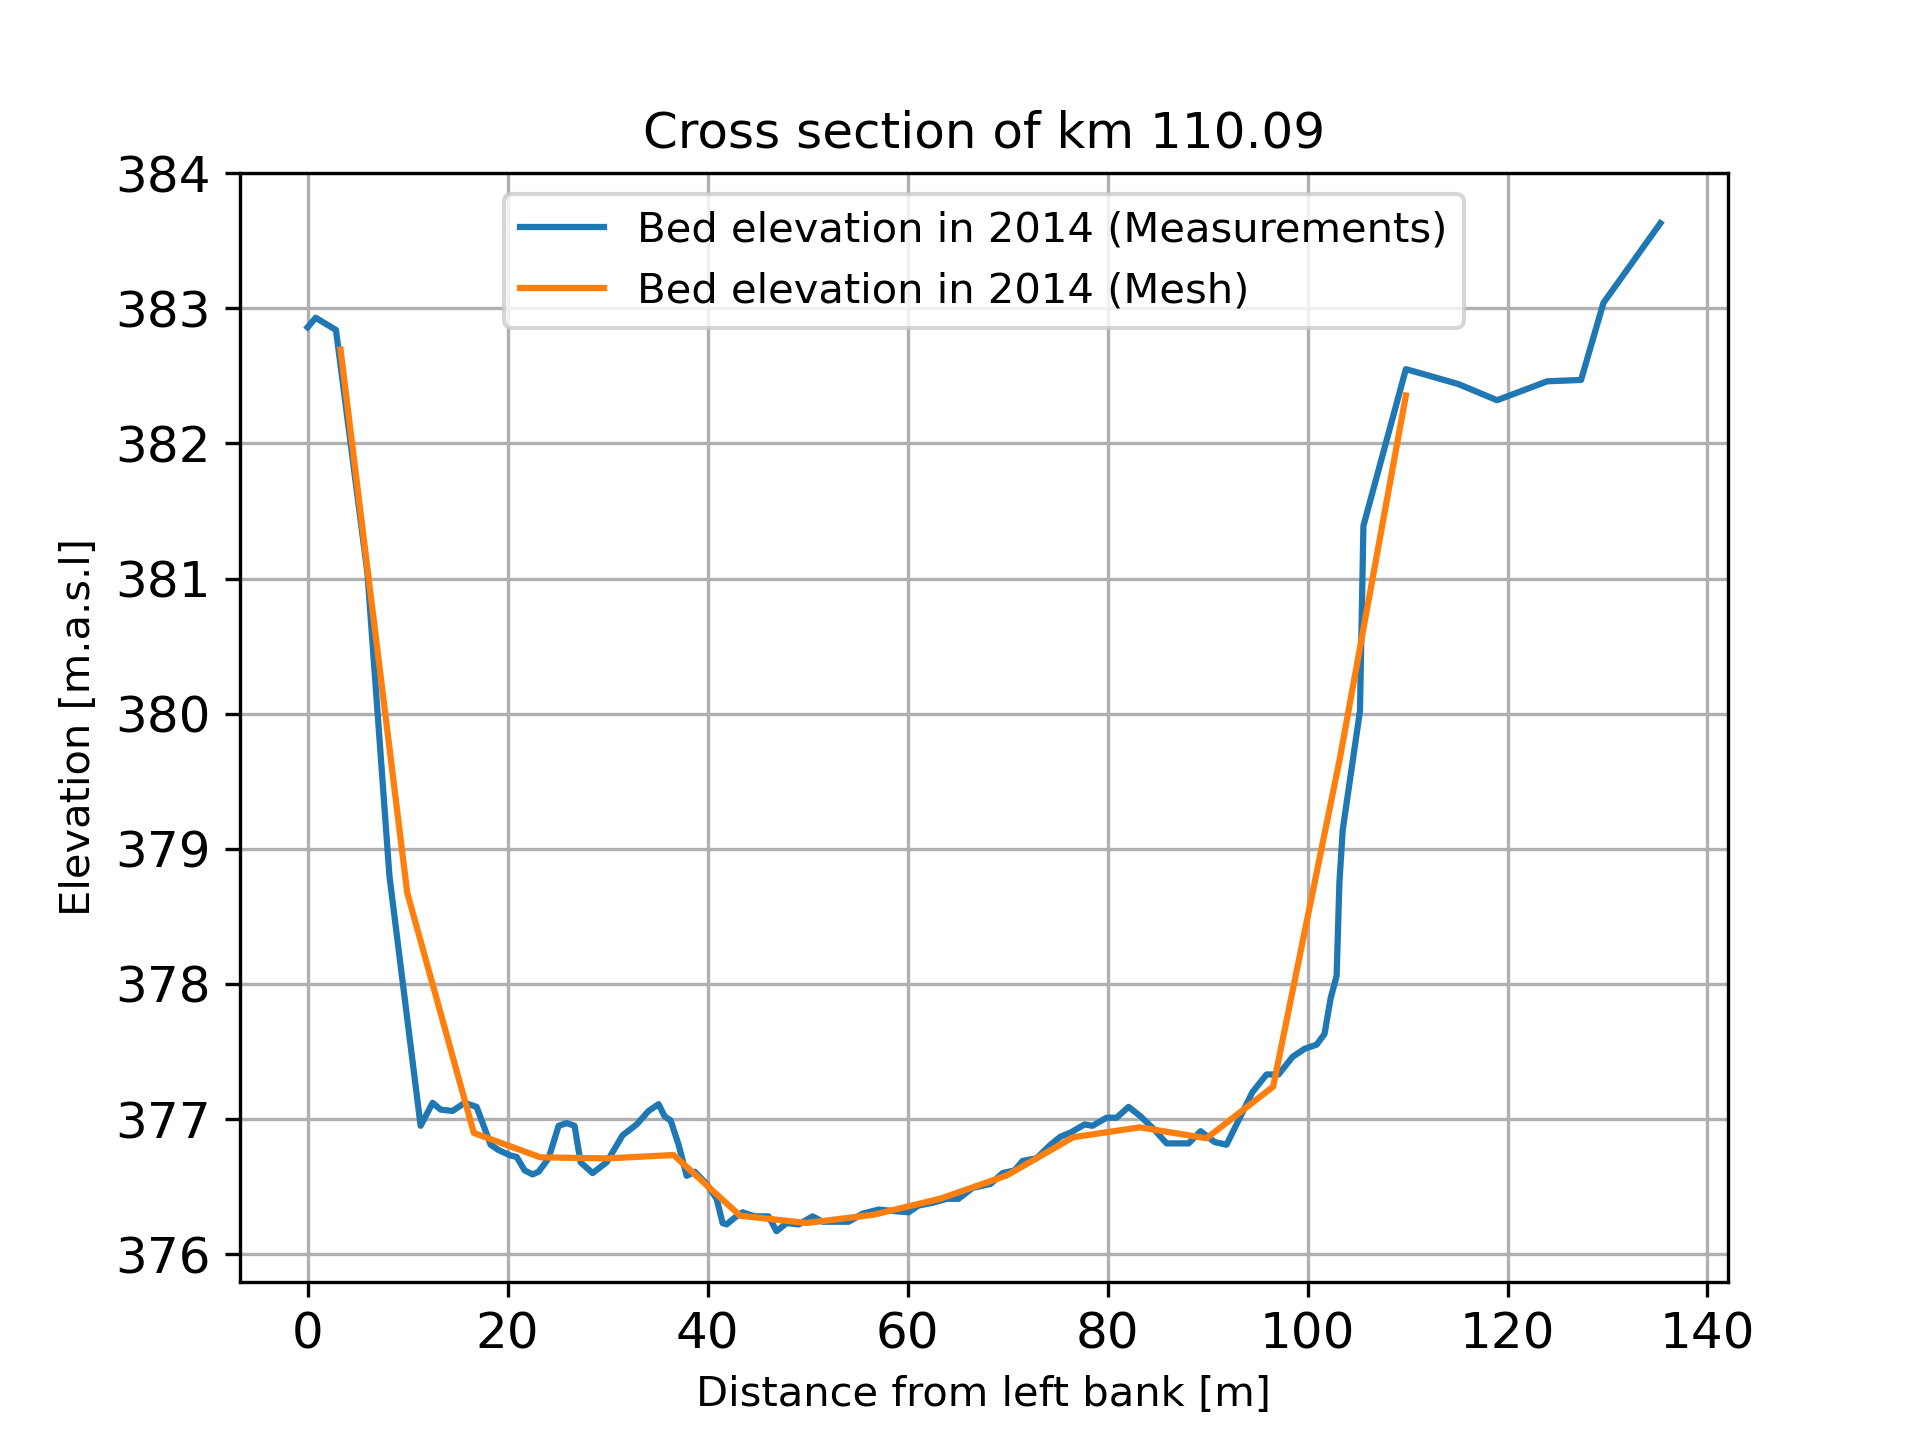 Cross section of km 110.09
Bed elevation in 2014 (Measurements)
Bed elevation in 2014 (Mesh)
384
383
382
381
380
379
378
377
376
Elevation [m.a.s.l]
0 20 40 60 80 100 120 140
Distance from left bank [m]